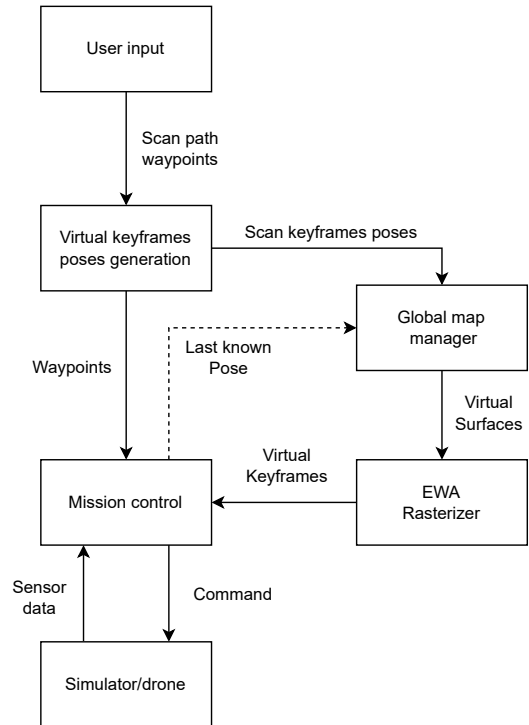 User input
Scan path
waypoints
Virtual keyframes
poses generation
Scan keyframes poses
Global map
manager
Last known
Pose
Waypoints
Virtual
Surfaces
Virtual
Keyframes
Mission control
EWA
Rasterizer
Sensor
data
Command
Simulator/drone